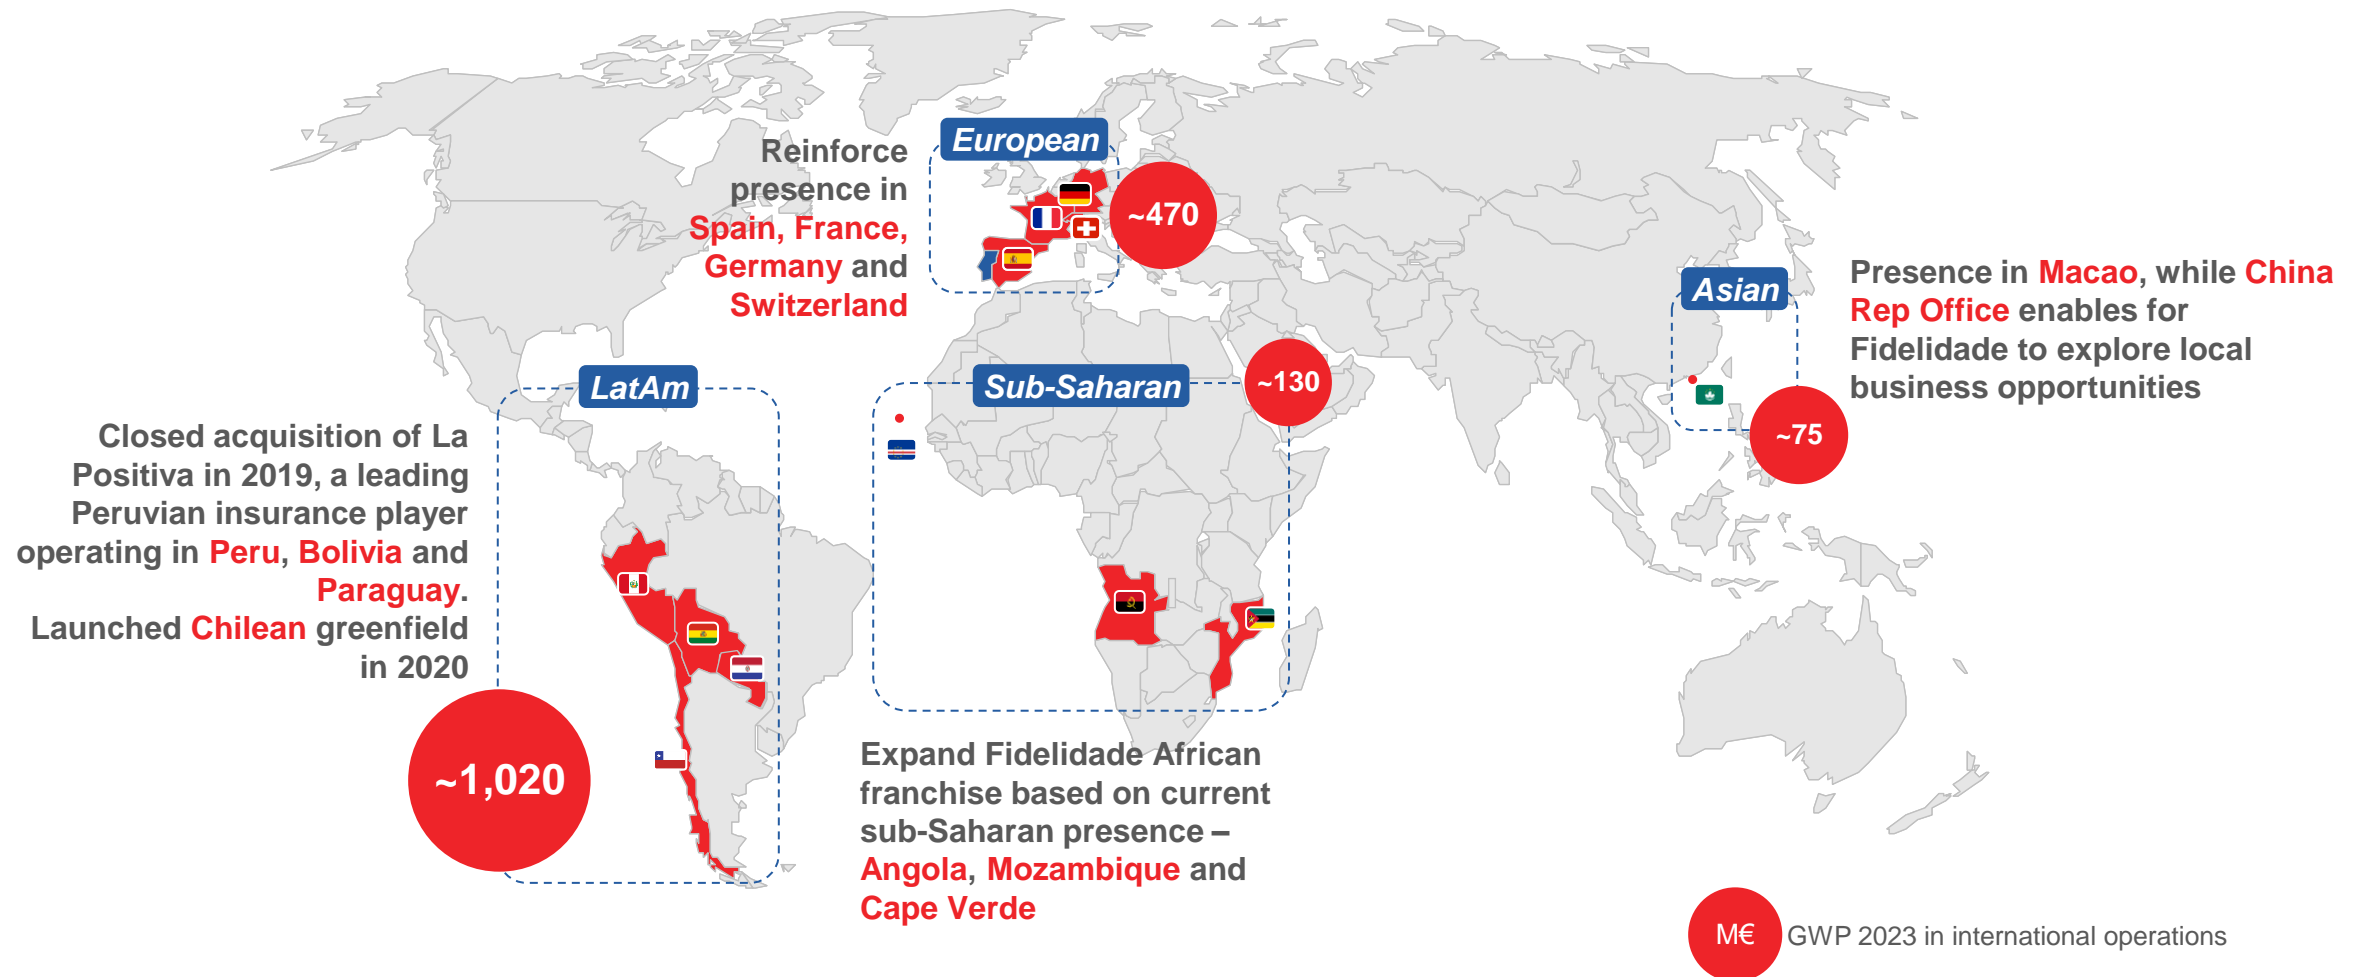 European
Reinforce
presence in
Spain, France,
Germany and
Switzerland
~470
Asian
Presence in Macao, while China
Rep Office enables for
Fidelidade to explore local
business opportunities
~75
LatAm
Closed acquisition of La
Positiva in 2019, a leading
Peruvian insurance player
operating in Peru, Bolivia and
Paraguay.
Launched Chilean greenfield
in 2020
~1,020
Sub-Saharan
~130
Expand Fidelidade African
franchise based on current
sub-Saharan presence –
Angola, Mozambique and
Cape Verde
M€ GWP 2023 in international operations